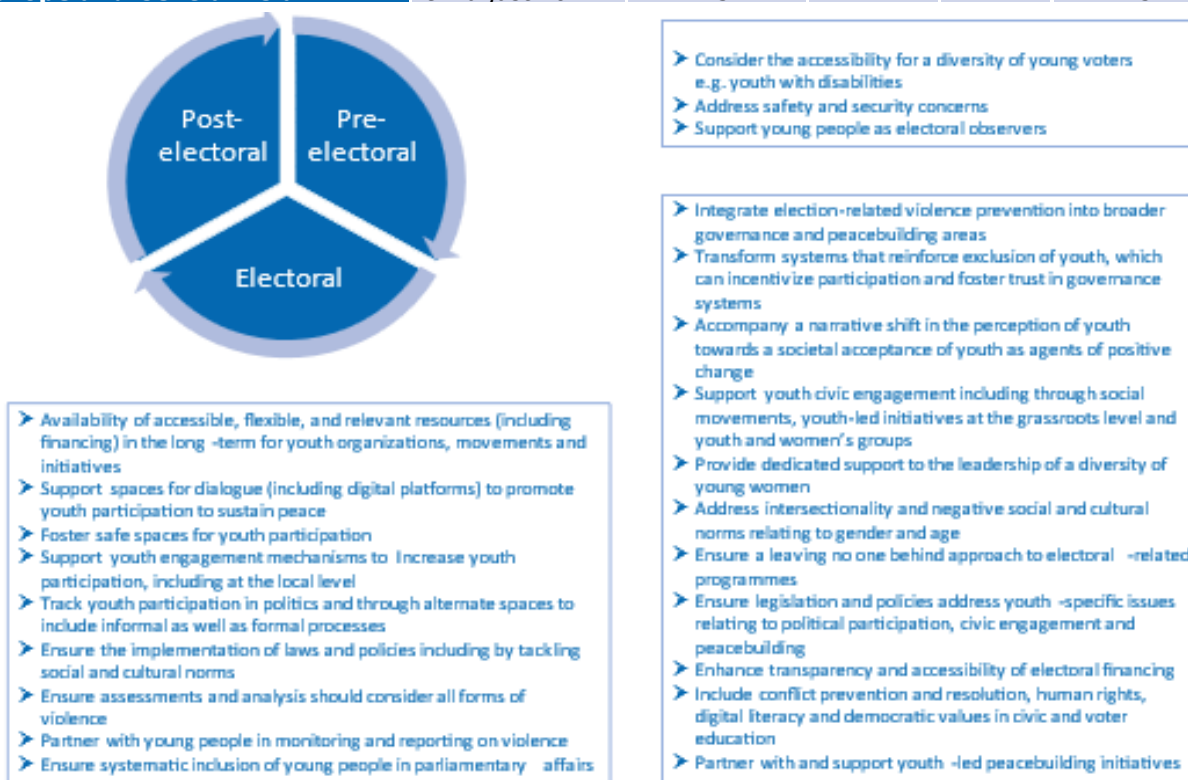 Post-
electoral
Pre-
electoral
Electoral
➤ Consider the accessibility for a diversity of young voters
e.g. youth with disabilities
➤ Address safety and security concerns
➤ Support young people as electoral observers
➤ Integrate election-related violence prevention into broader
governance and peacebuilding areas
➤ Transform systems that reinforce exclusion of youth, which
can incentivize participation and foster trust in governance
systems
➤ Accompany a narrative shift in the perception of youth
towards a societal acceptance of youth as agents of positive
change
➤ Support youth civic engagement including through social
movements, youth-led initiatives at the grassroots level and
youth and women's groups
➤ Provide dedicated support to the leadership of a diversity of
young women
➤ Address intersectionality and negative social and cultural
norms relating to gender and age
➤ Ensure a leaving no one behind approach to electoral -related
programmes
➤ Ensure legislation and policies address youth -specific issues
relating to political participation, civic engagement and
peacebuilding
➤ Enhance transparency and accessibility of electoral financing
➤ Include conflict prevention and resolution, human rights,
digital literacy and democratic values in civic and voter
education
➤ Partner with and support youth -led peacebuilding initiatives
➤ Availability of accessible, flexible, and relevant resources (including
financing) in the long -term for youth organizations, movements and
initiatives
➤ Support spaces for dialogue (including digital platforms) to promote
youth participation to sustain peace
➤ Foster safe spaces for youth participation
➤ Support youth engagement mechanisms to Increase youth
participation, including at the local level
➤ Track youth participation in politics and through alternate spaces to
include informal as well as formal processes
➤ Ensure the implementation of laws and policies including by tackling
social and cultural norms
➤ Ensure assessments and analysis should consider all forms of
violence
➤ Partner with young people in monitoring and reporting on violence
➤ Ensure systematic inclusion of young people in parliamentary affairs